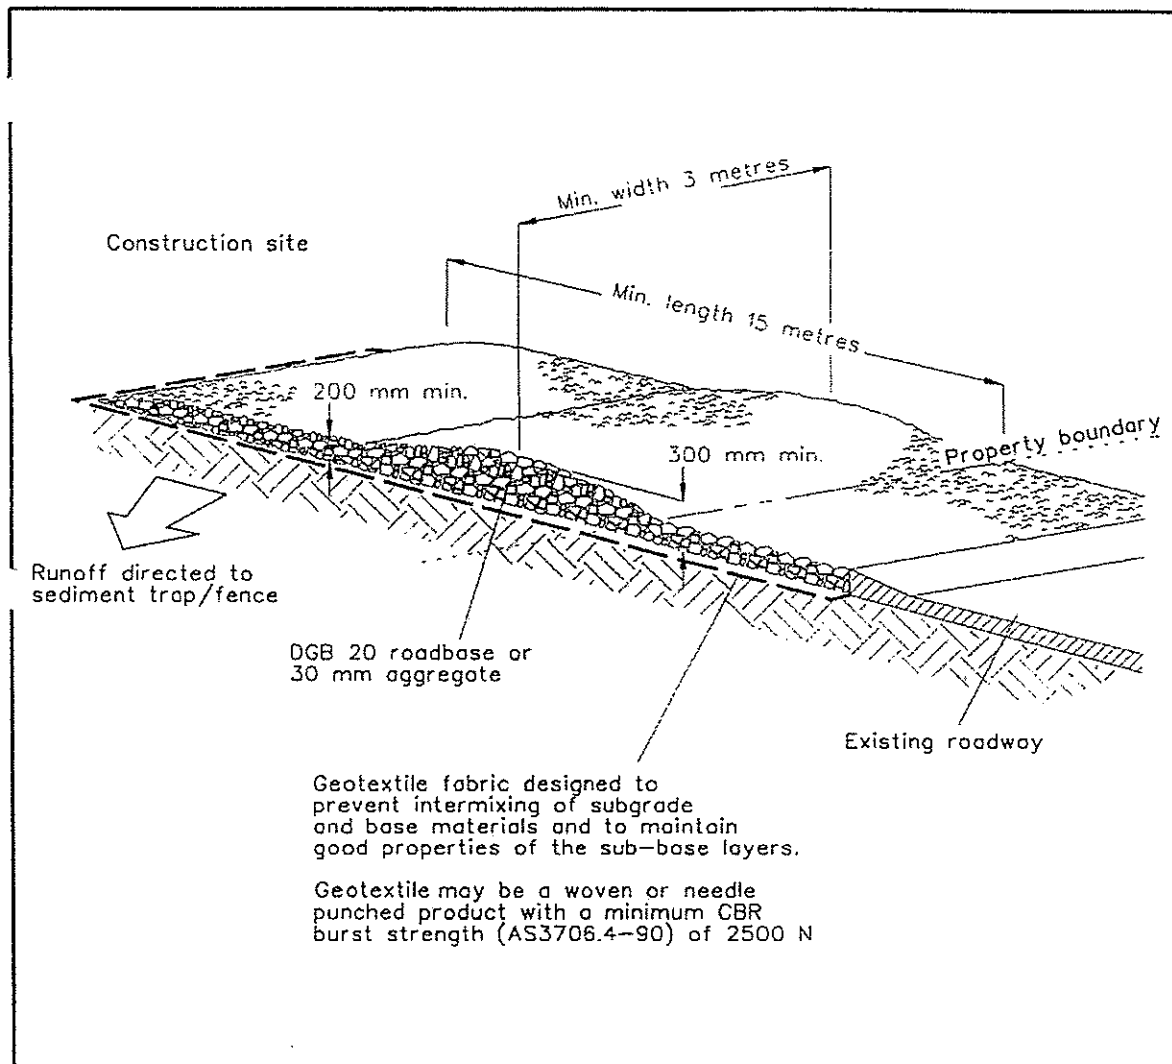 Min. width 3 metres
Construction site
Min. length 15 metres
200 mm min.
300 mm min.
Property boundary
Runoff directed to
sediment trap/fence
DGB 20 roadbase or
30 mm aggregate
Existing roadway
Geotextile fabric designed to
prevent intermixing of subgrade
and base materials and to maintain
good properties of the sub-base layers.
Geotextile may be a woven or needle
punched product with a minimum CBR
burst strength (AS3706.4-90) of 2500 N